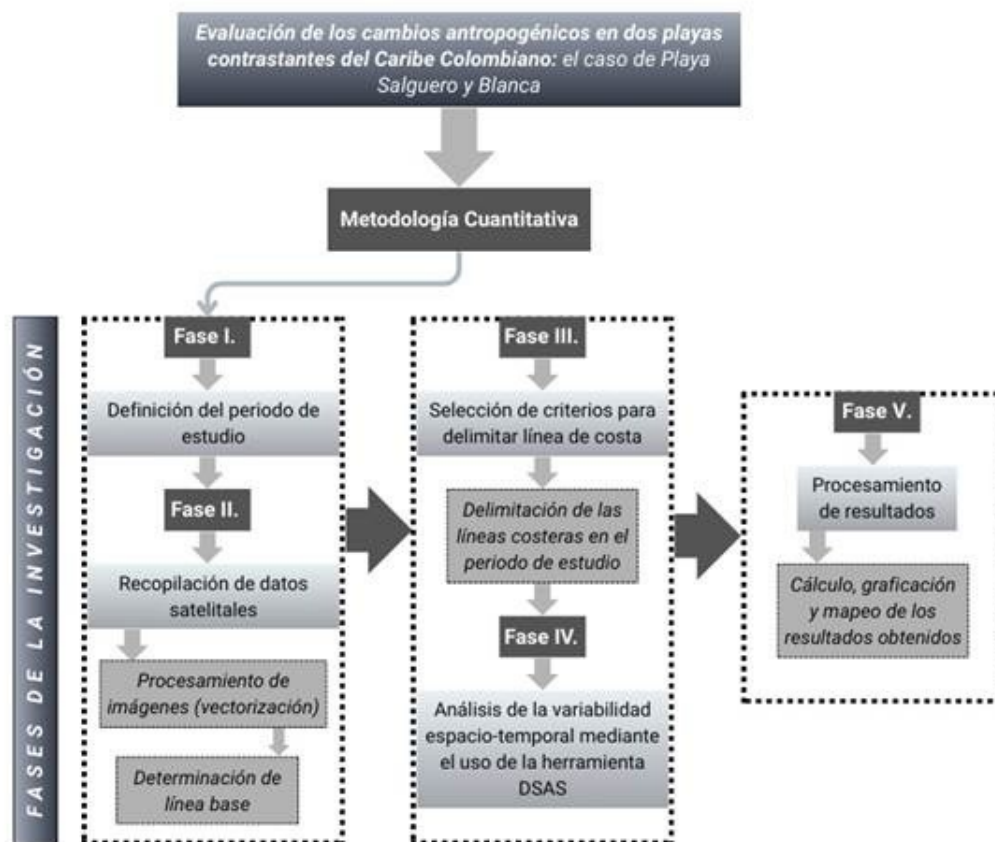 Evaluación de los cambios antropogénicos en dos playas
contrastantes del Caribe Colombiano: el caso de Playa
Salguero y Blanca
Metodología Cuantitativa
FASES DE LA INVESTIGACIÓN
Fase I.
Definición del periodo de
estudio
Fase II.
Recopilación de datos
satelitales
Procesamiento de
imágenes (vectorización)
Determinación de
línea base
Fase III.
Selección de criterios para
delimitar línea de costa
Delimitación de las
líneas costeras en el
periodo de estudio
Fase IV.
Análisis de la variabilidad
espacio-temporal mediante
el uso de la herramienta
DSAS
Fase V.
Procesamiento
de resultados
Cálculo, graficación
y mapeo de los
resultados obtenidos